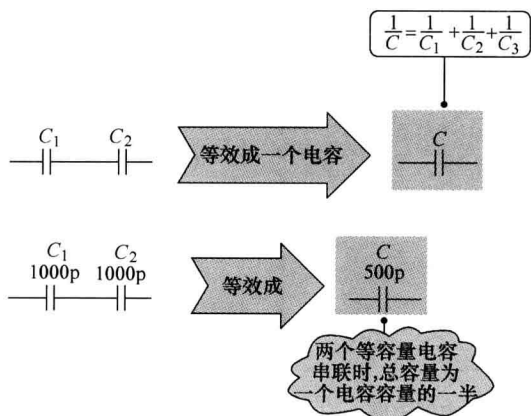 1/C=1/C₁+1/C₂+1/C₃
C₁ C₂
等效成一个电容
C
C₁ C₂
1000p 1000p
等效成
C
500p
两个等容量电容
串联时,总容量为
一个电容容量的一半